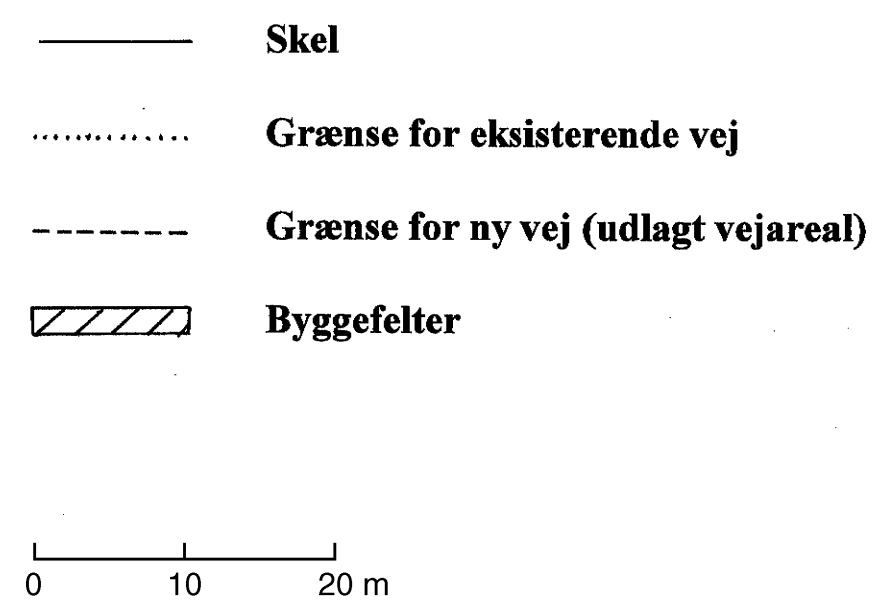 Skel
Grænse for eksisterende vej
Grænse for ny vej (udlagt vejareal)
Byggefelter
0 10 20 m